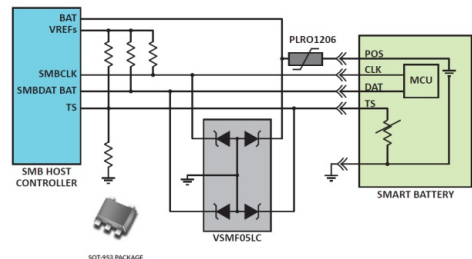 BAT
VREFs
SMBCLK
SMBDAT BAT
TS
SMB HOST
CONTROLLER
PLRO1206
POS
CLK
DAT
TS
MCU
SMART BATTERY
VSMF05LC
SOT-953 PACKAGE